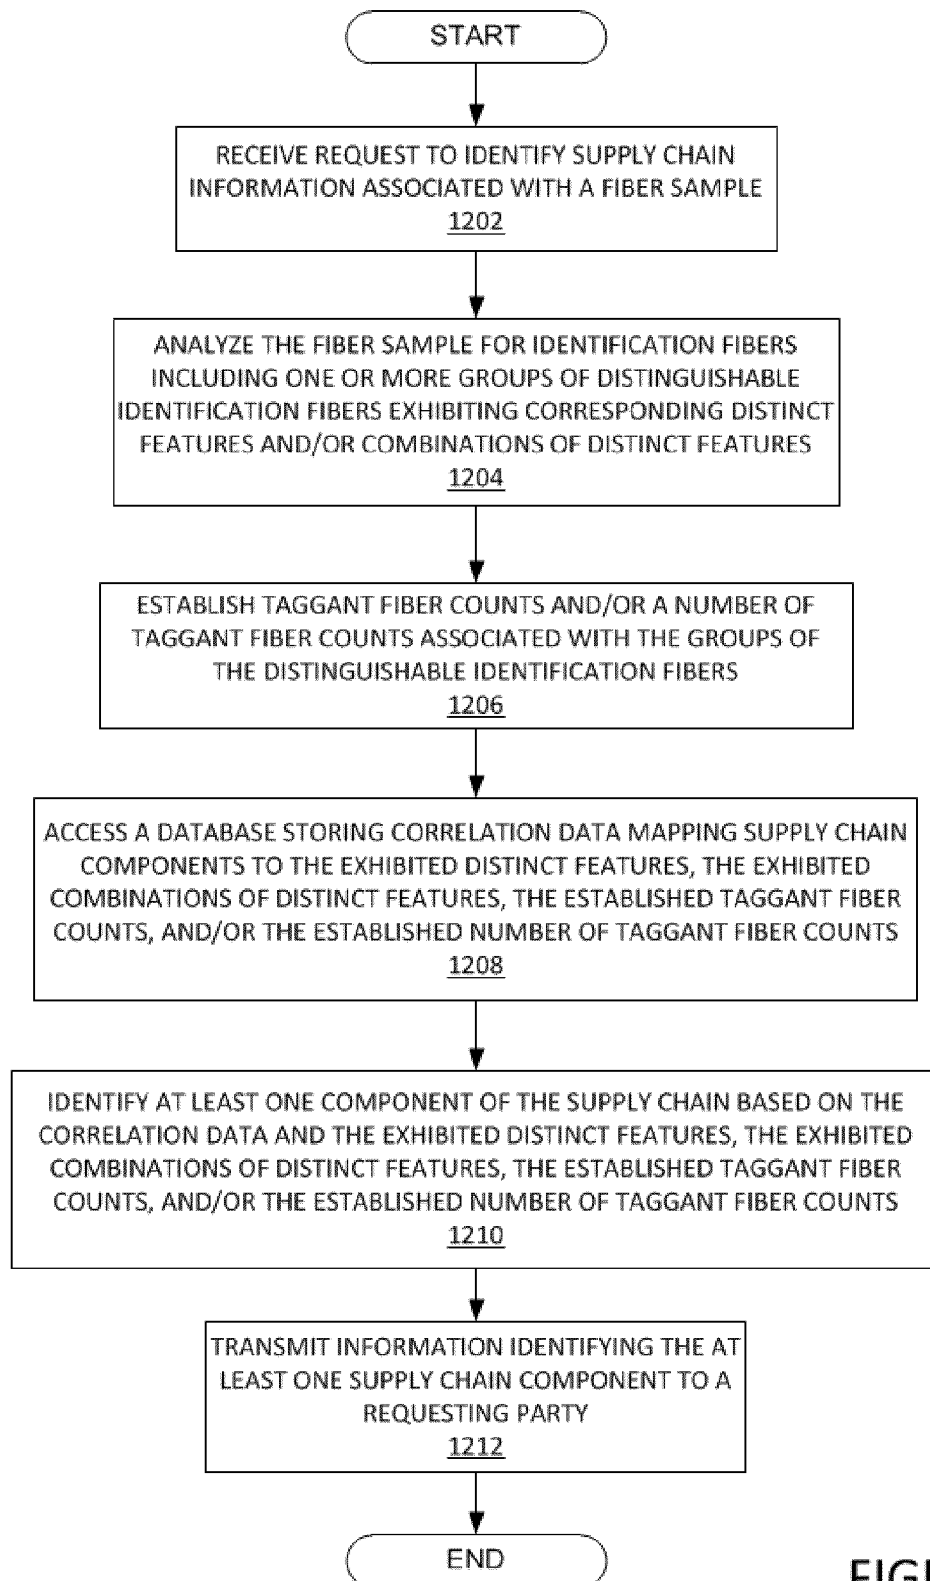 START
RECEIVE REQUEST TO IDENTIFY SUPPLY CHAIN
INFORMATION ASSOCIATED WITH A FIBER SAMPLE
1202
ANALYZE THE FIBER SAMPLE FOR IDENTIFICATION FIBERS
INCLUDING ONE OR MORE GROUPS OF DISTINGUISHABLE
IDENTIFICATION FIBERS EXHIBITING CORRESPONDING DISTINCT
FEATURES AND/OR COMBINATIONS OF DISTINCT FEATURES
1204
ESTABLISH TAGGANT FIBER COUNTS AND/OR A NUMBER OF
TAGGANT FIBER COUNTS ASSOCIATED WITH THE GROUPS OF
THE DISTINGUISHABLE IDENTIFICATION FIBERS
1206
ACCESS A DATABASE STORING CORRELATION DATA MAPPING SUPPLY CHAIN
COMPONENTS TO THE EXHIBITED DISTINCT FEATURES, THE EXHIBITED
COMBINATIONS OF DISTINCT FEATURES, THE ESTABLISHED TAGGANT FIBER
COUNTS, AND/OR THE ESTABLISHED NUMBER OF TAGGANT FIBER COUNTS
1208
IDENTIFY AT LEAST ONE COMPONENT OF THE SUPPLY CHAIN BASED ON THE
CORRELATION DATA AND THE EXHIBITED DISTINCT FEATURES, THE EXHIBITED
COMBINATIONS OF DISTINCT FEATURES, THE ESTABLISHED TAGGANT FIBER
COUNTS, AND/OR THE ESTABLISHED NUMBER OF TAGGANT FIBER COUNTS
1210
TRANSMIT INFORMATION IDENTIFYING THE AT
LEAST ONE SUPPLY CHAIN COMPONENT TO A
REQUESTING PARTY
1212
END